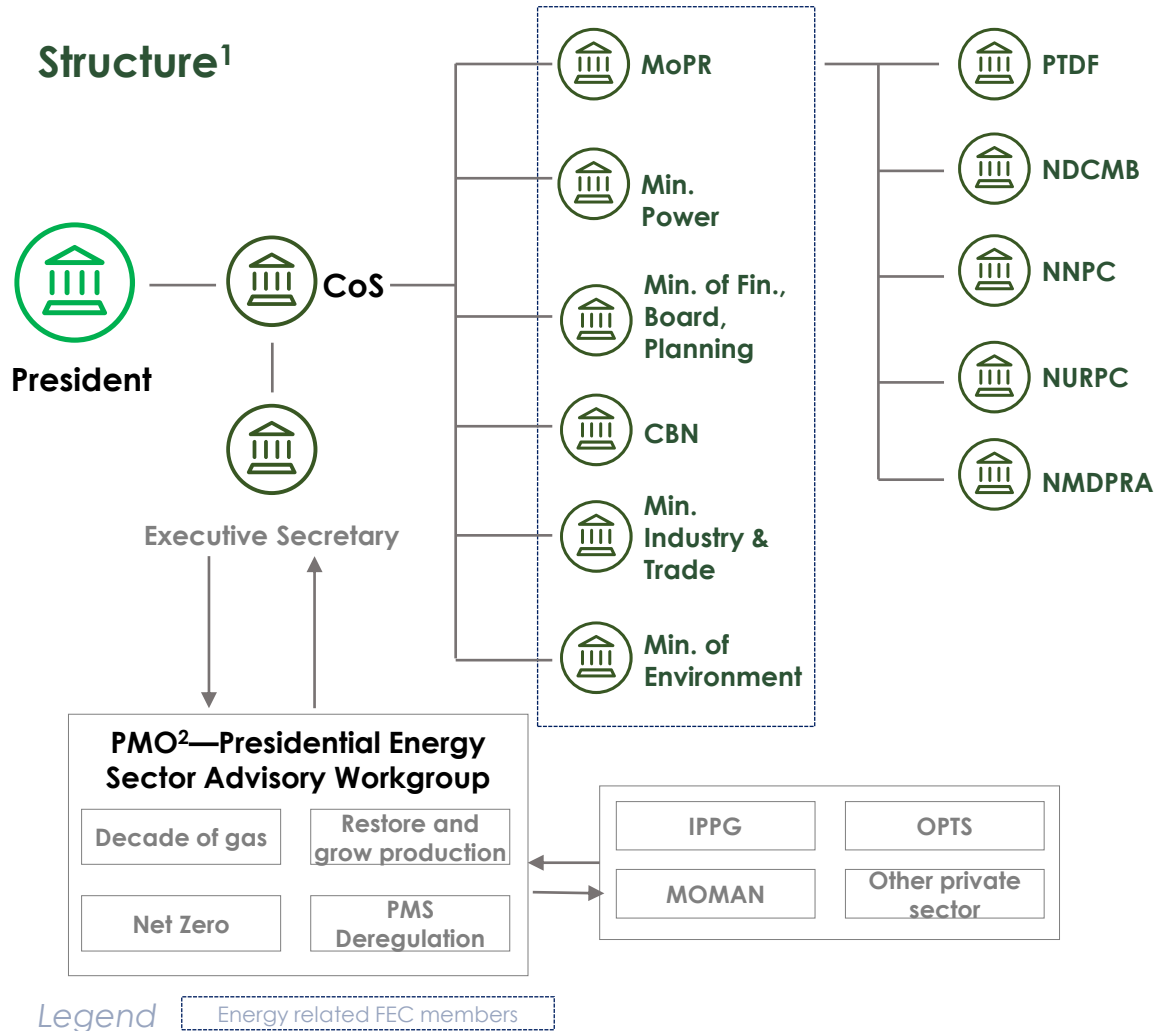 Structure¹
President
CoS
Executive Secretary
MoPR
Min.
Power
Min. of Fin.,
Board,
Planning
CBN
Min.
Industry &
Trade
Min. of
Environment
PTDF
NDCMB
NNPC
NURPC
NMDPRA
PMO²—Presidential Energy
Sector Advisory Workgroup
Decade of gas
Restore and
grow production
Net Zero
PMS
Deregulation
IPPG
OPTS
MOMAN
Other private
sector
Legend
Energy related FEC members